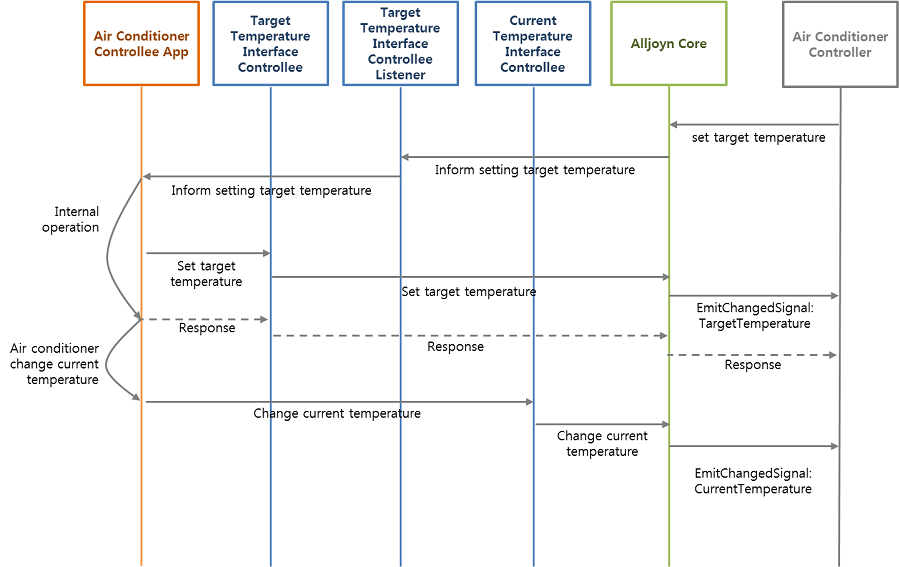 Air Conditioner
Controllee App
Target
Temperature
Interface
Controllee
Target
Temperature
Interface
Controllee
Listener
Current
Temperature
Interface
Controllee
Alljoyn Core
Air Conditioner
Controller
set target temperature
Inform setting target temperature
Inform setting target temperature
Internal
operation
Set target
temperature
Set target temperature
EmitChangedSignal:
TargetTemperature
Response
Response
Response
Air conditioner
change current
temperature
Change current temperature
Change current
temperature
EmitChangedSignal:
CurrentTemperature